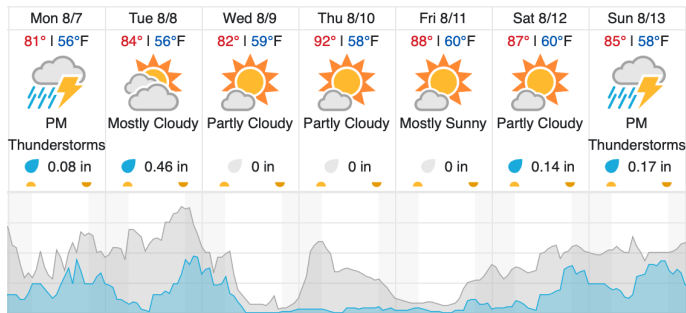 Mon 8/7 Tue 8/8 Wed 8/9 Thu 8/10 Fri 8/11 Sat 8/12 Sun 8/13
81° | 56°F 84° | 56°F 82° | 59°F 92° | 58°F 88° | 60°F 87° | 60°F 85° | 58°F
PM Mostly Cloudy Partly Cloudy Partly Cloudy Mostly Sunny Partly Cloudy PM
Thunderstorms Thunderstorms
0.08 in 0.46 in 0 in 0 in 0 in 0.14 in 0.17 in